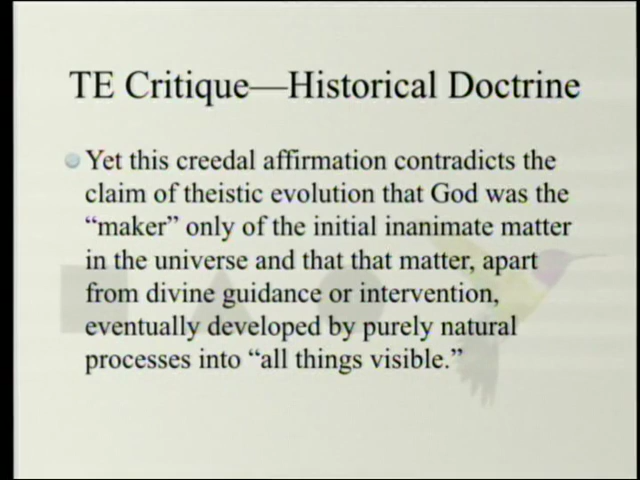 TE Critique—Historical Doctrine
Yet this creedal affirmation contradicts the
claim of theistic evolution that God was the
“maker” only of the initial inanimate matter
in the universe and that that matter, apart
from divine guidance or intervention,
eventually developed by purely natural
processes into “all things visible.”